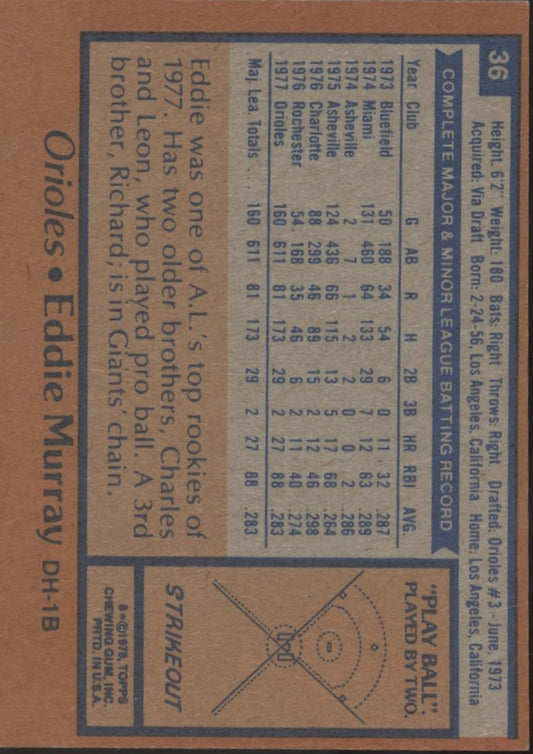 36
Height: 6'2" Weight: 180 Bats: Right Throws: Right Drafted: Orioles #3 - June, 1973
Acquired: Via Draft Born: 2-24-56, Los Angeles, California Home: Los Angeles, California
COMPLETE MAJOR & MINOR LEAGUE BATTING RECORD
Year Club G AB R H 2B 3B HR RBI AVG
1973 Bluefield 50 188 34 54 6 0 11 32 .287
1974 Miami 131 460 64 133 29 7 12 63 .289
1974 Asheville 2 7 1 2 2 0 0 2 .286
1975 Asheville 124 436 66 115 13 5 17 68 .264
1976 Charlotte 88 299 46 89 15 2 12 46 .298
1976 Rochester 54 168 35 46 6 2 11 40 .274
1977 Orioles 160 611 81 173 29 2 27 88 .283
Maj. Lea. Totals . . . . 160 611 81 173 29 2 27 88 .283
Eddie was one of A.L.'s top rookies of
1977. Has two older brothers, Charles
and Leon, who played pro ball. A 3rd
brother, Richard, is in Giants' chain.
"PLAY BALL".
PLAYED BY TWO.
STRIKEOUT
B★©1978, TOPPS
CHEWING GUM, INC.
PRTD. IN U.S.A.
Orioles • Eddie Murray DH-1B